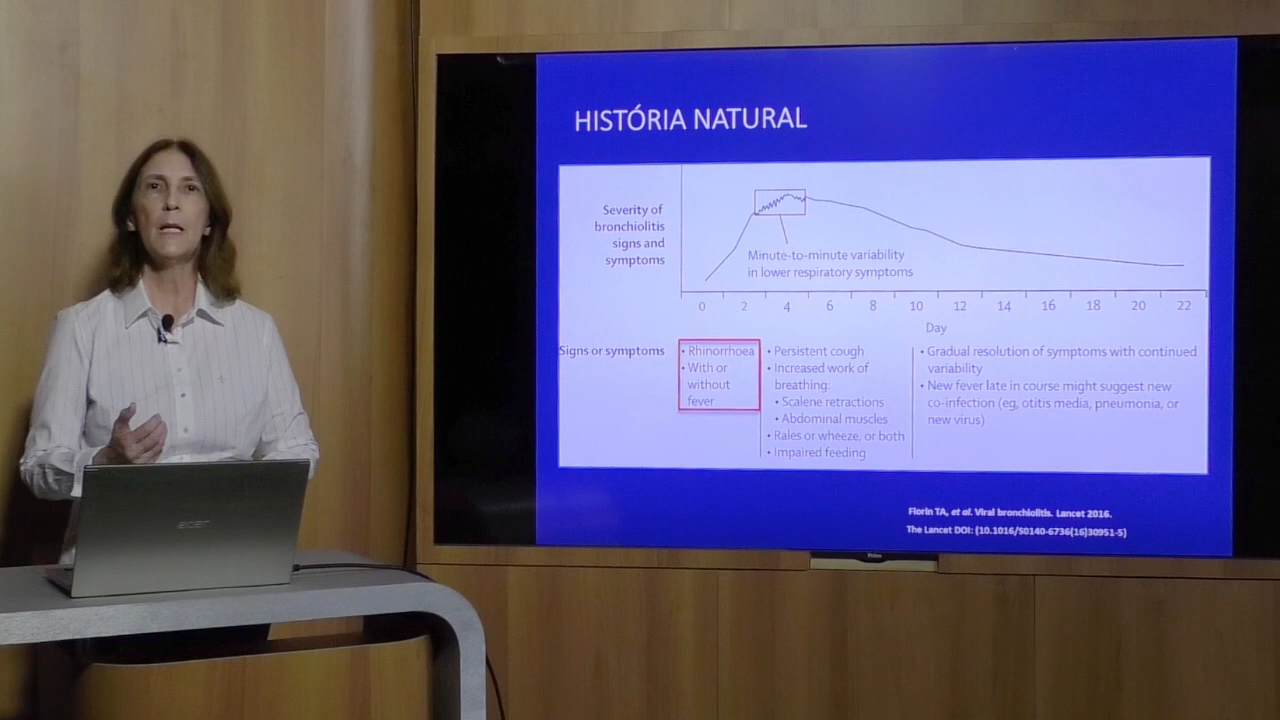 HISTÓRIA NATURAL
Severity of
bronchiolitis
signs and
symptoms
Minute-to-minute variability
in lower respiratory symptoms
0 2 4 6 8 10 12 14 16 18 20 22
Day
Signs or symptoms
• Rhinorrhoea
• With or
without
fever
• Persistent cough
• Increased work of
breathing:
• Scalene retractions
• Abdominal muscles
• Rales or wheeze, or both
• Impaired feeding
• Gradual resolution of symptoms with continued
variability
• New fever late in course might suggest new
co-infection (eg, otitis media, pneumonia, or
new virus)
Florin TA, et al. Viral bronchiolitis. Lancet 2016.
The Lancet DOI: (10.1016/S0140-6736(16)30951-5)
acer